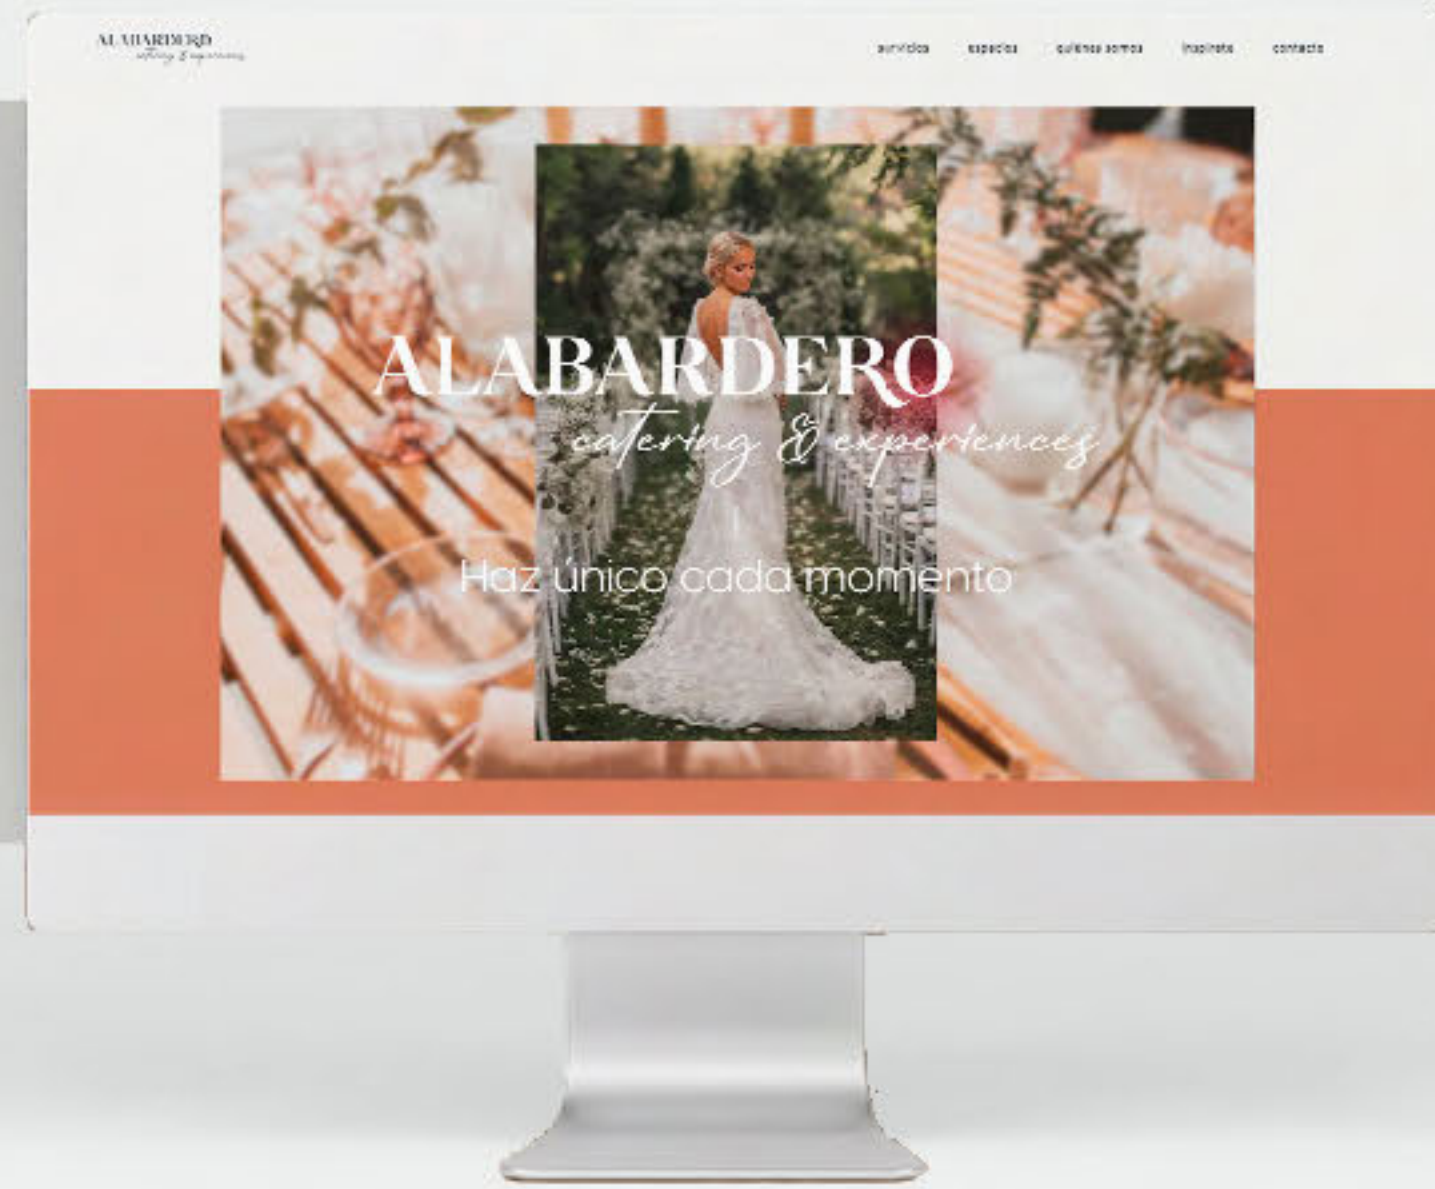 ALABARDERO
catering & experiences
servicios espacios quiénes somos inspírate contacto
ALABARDERO
catering & experiences
Haz único cada momento